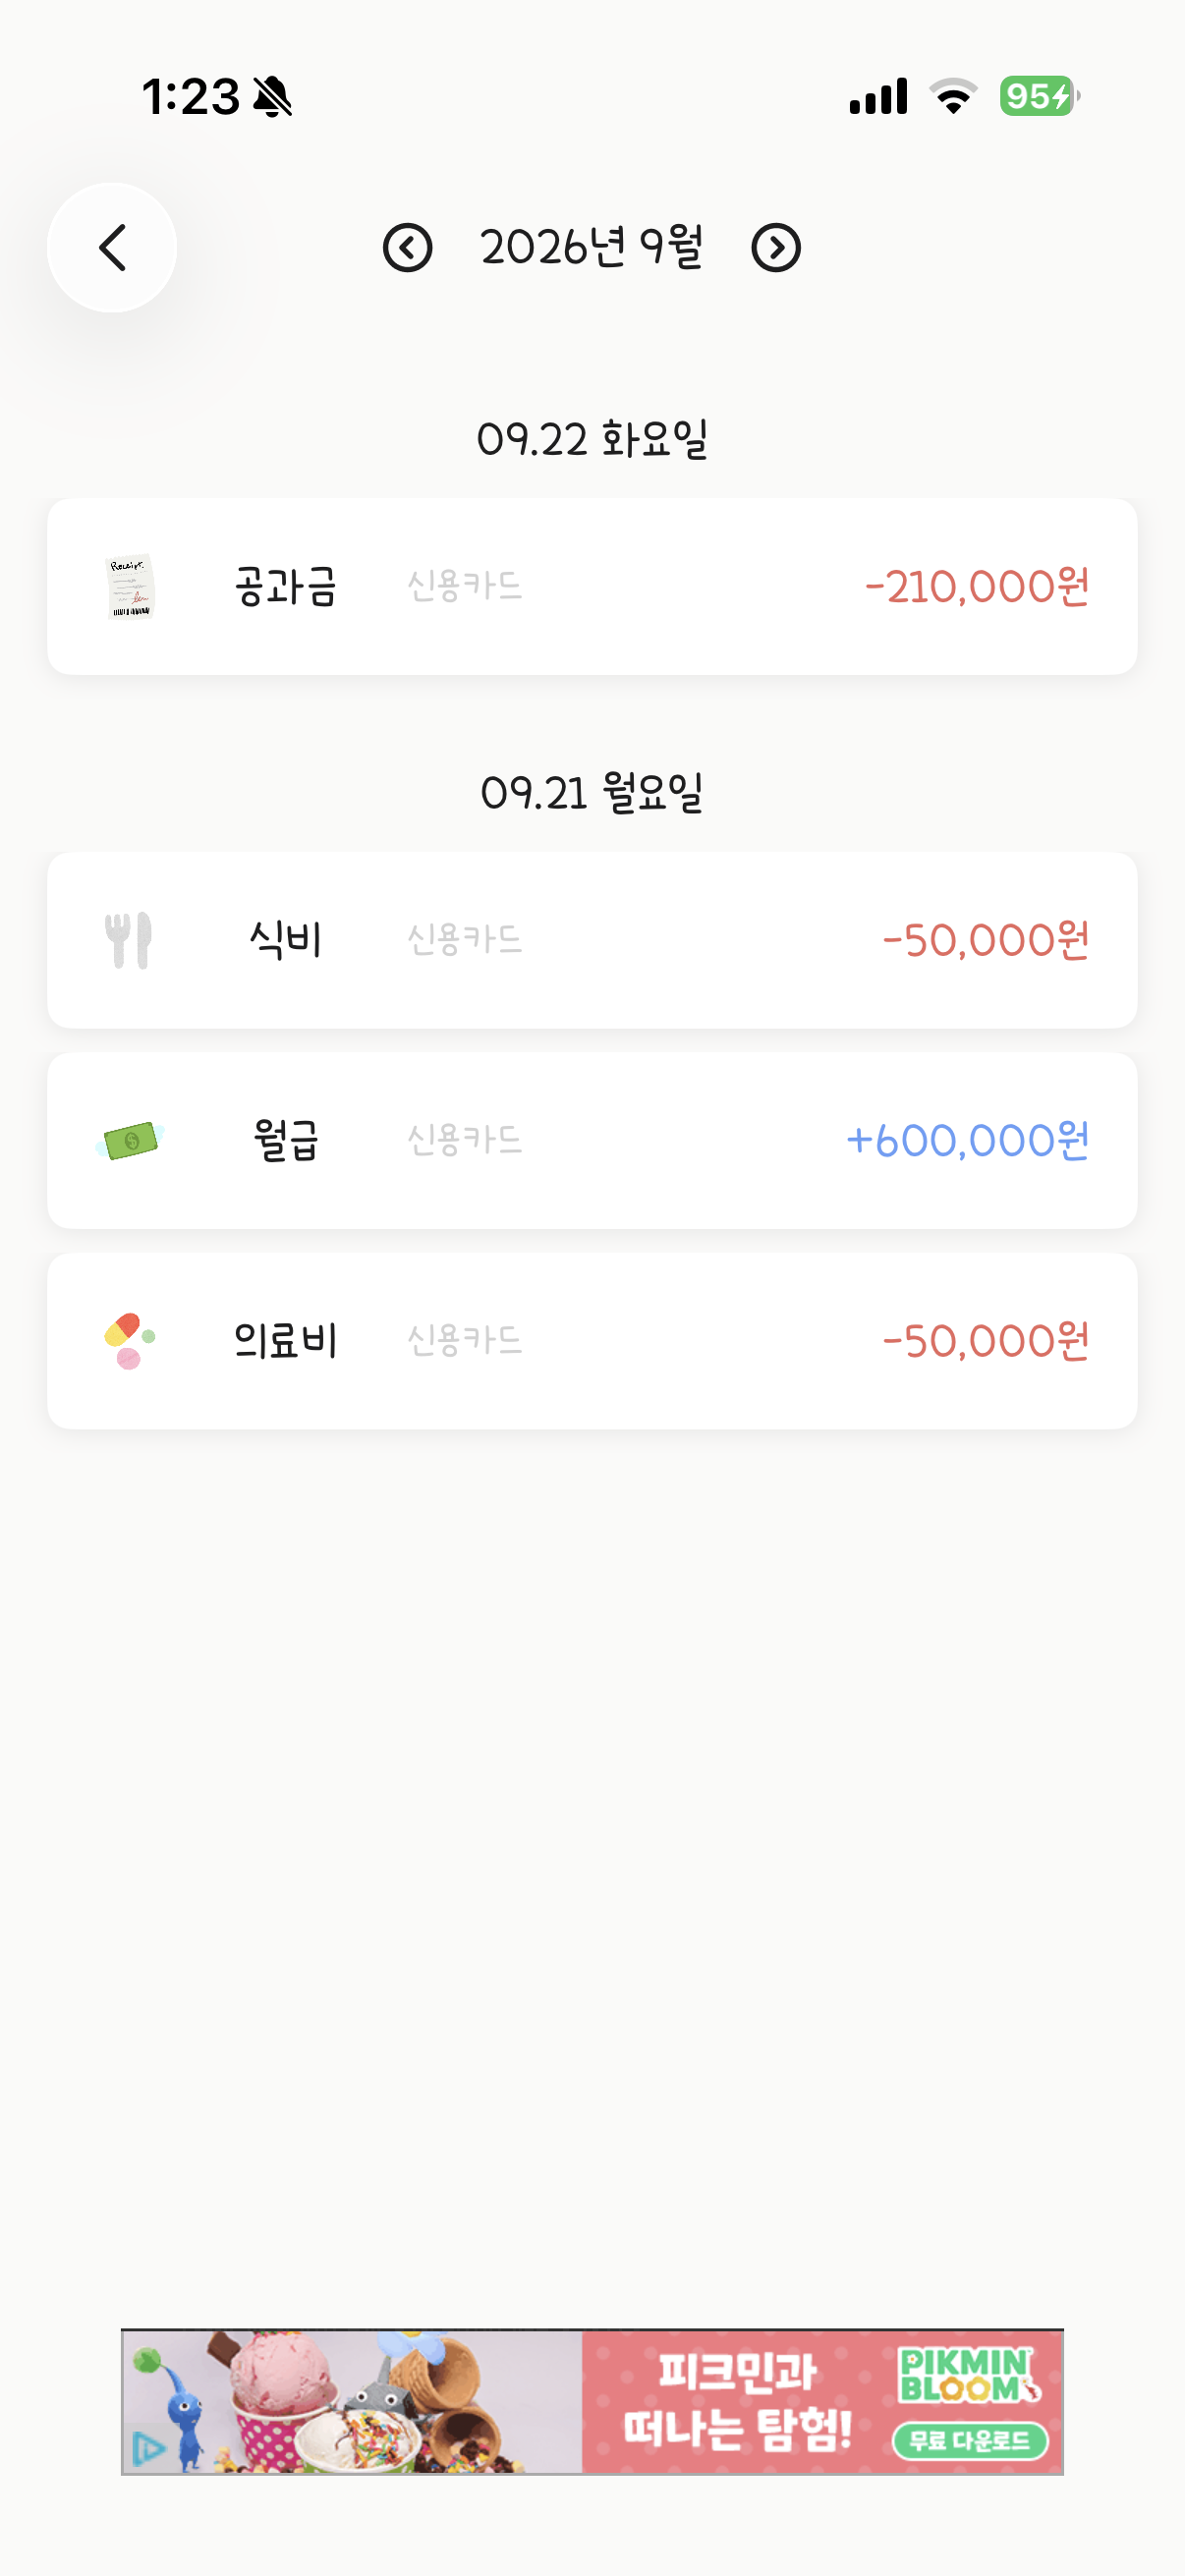 1:23
95
2026년 9월
09.22 화요일
Receipt
공과금 신용카드 -210,000원
09.21 월요일
식비 신용카드 -50,000원
월급 신용카드 +600,000원
의료비 신용카드 -50,000원
피크민과
떠나는 탐험!
PIKMIN
BLOOM
무료 다운로드